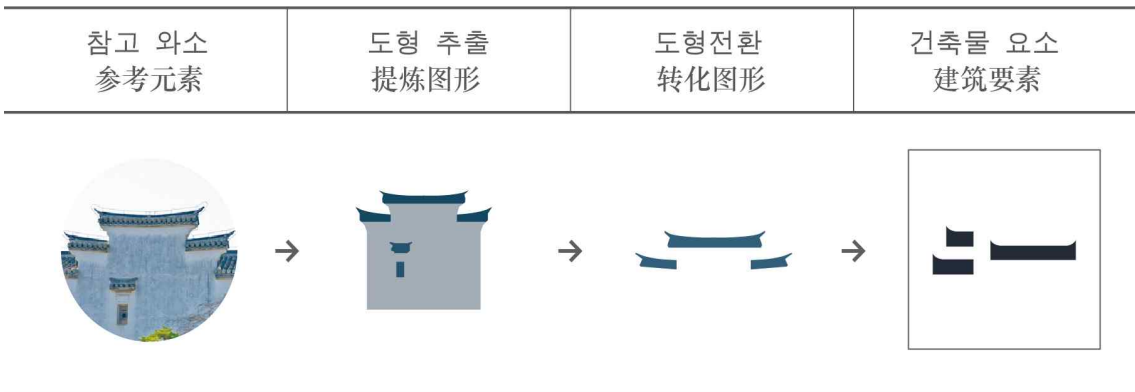 참고 와소
参考元素
도형 추출
提炼图形
도형전환
转化图形
건축물 요소
建筑要素